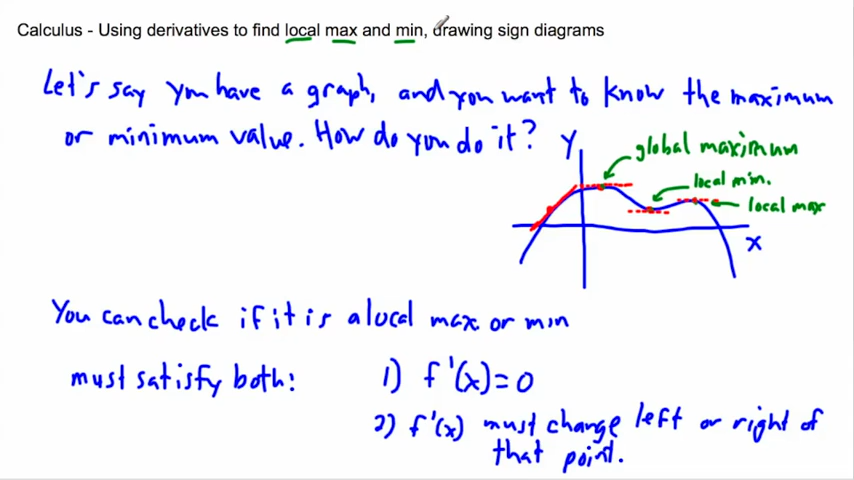 Calculus - Using derivatives to find local max and min, drawing sign diagrams
Let's say you have a graph, and you want to know the maximum
or minimum value. How do you do it?
Y
global maximum
local min.
local max
X
You can check if it is a local max or min
must satisfy both:
1) f'(x)=0
2) f'(x) must change left or right of
that point.